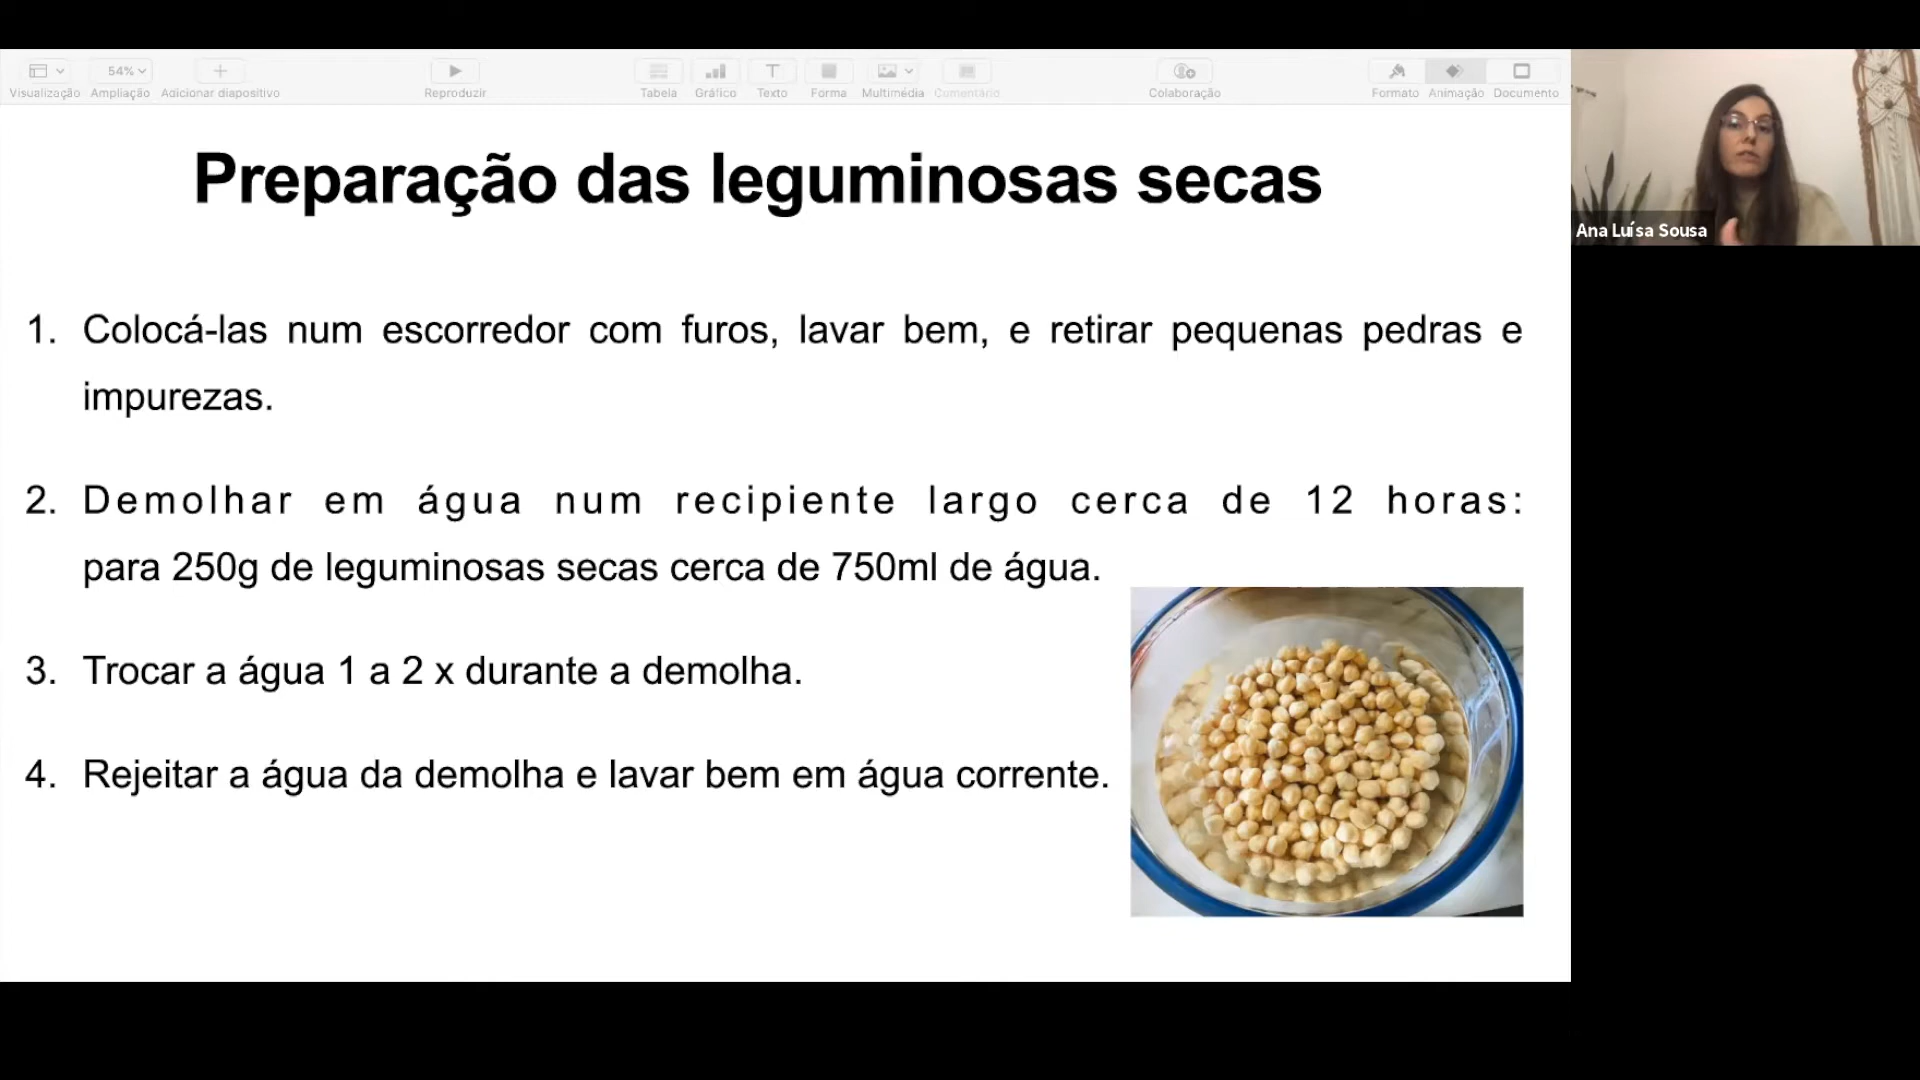 54%
Visualização Ampliação Adicionar diapositivo Reproduzir Tabela Gráfico Texto Forma Multimédia Comentário Colaboração Formato Animação Documento
Preparação das leguminosas secas
Ana Luísa Sousa
1. Colocá-las num escorredor com furos, lavar bem, e retirar pequenas pedras e
impurezas.
2. Demolhar em água num recipiente largo cerca de 12 horas:
para 250g de leguminosas secas cerca de 750ml de água.
3. Trocar a água 1 a 2 x durante a demolha.
4. Rejeitar a água da demolha e lavar bem em água corrente.